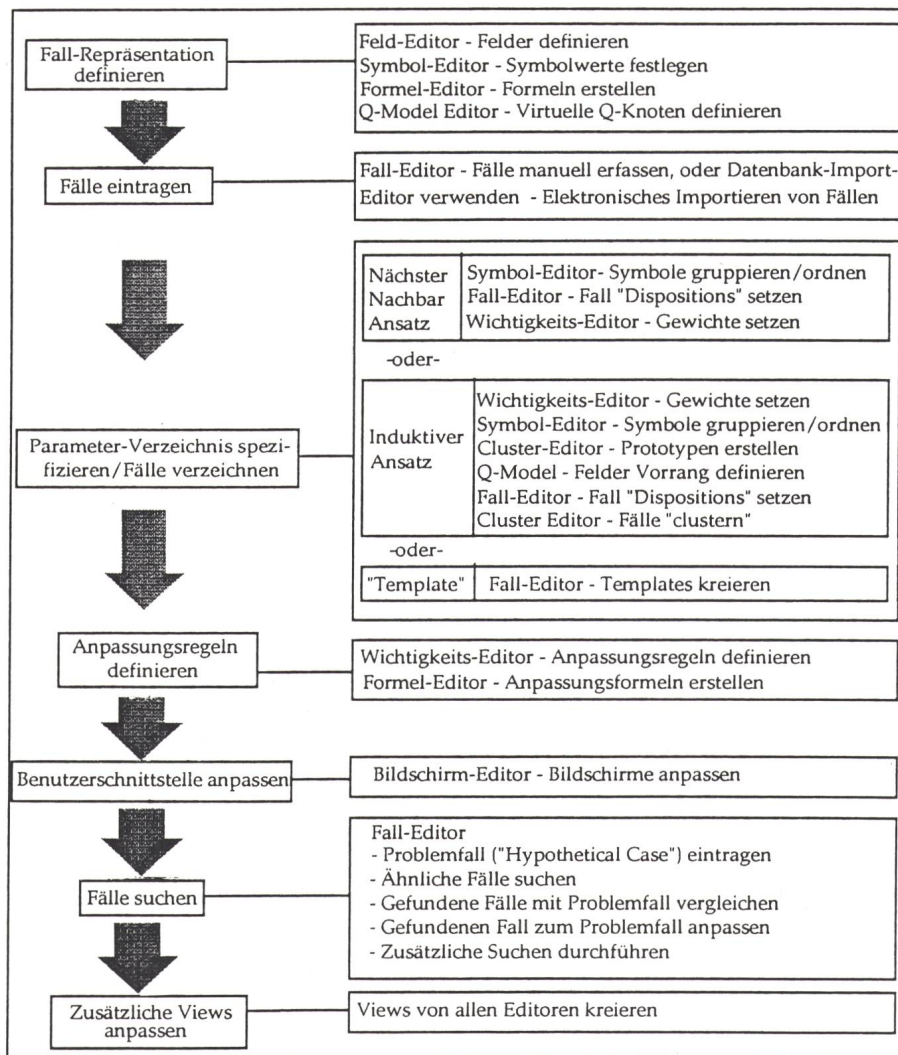 Fall-Repräsentation
definieren
Feld-Editor - Felder definieren
Symbol-Editor - Symbolwerte festlegen
Formel-Editor - Formeln erstellen
Q-Model Editor - Virtuelle Q-Knoten definieren
Fälle eintragen
Fall-Editor - Fälle manuell erfassen, oder Datenbank-Import-
Editor verwenden - Elektronisches Importieren von Fällen
Parameter-Verzeichnis spezi-
fizieren/Fälle verzeichnen
Nächster
Nachbar
Ansatz
Symbol-Editor- Symbole gruppieren/ordnen
Fall-Editor - Fall "Dispositions" setzen
Wichtigkeits-Editor - Gewichte setzen
-oder-
Induktiver
Ansatz
Wichtigkeits-Editor - Gewichte setzen
Symbol-Editor - Symbole gruppieren/ordnen
Cluster-Editor - Prototypen erstellen
Q-Model - Felder Vorrang definieren
Fall-Editor - Fall "Dispositions" setzen
Cluster Editor - Fälle "clustern"
-oder-
"Template"
Fall-Editor - Templates kreieren
Anpassungsregeln
definieren
Wichtigkeits-Editor - Anpassungsregeln definieren
Formel-Editor - Anpassungsformeln erstellen
Benutzerschnittstelle anpassen
Bildschirm-Editor - Bildschirme anpassen
Fälle suchen
Fall-Editor
- Problemfall ("Hypothetical Case") eintragen
- Ähnliche Fälle suchen
- Gefundene Fälle mit Problemfall vergleichen
- Gefundenen Fall zum Problemfall anpassen
- Zusätzliche Suchen durchführen
Zusätzliche Views
anpassen
Views von allen Editoren kreieren